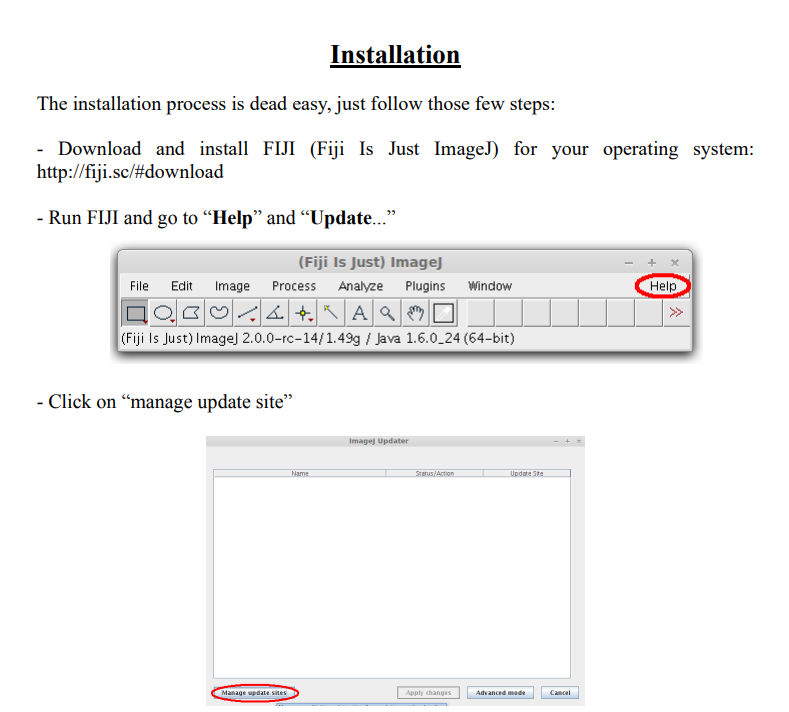 Installation
The installation process is dead easy, just follow those few steps:
- Download and install FIJI (Fiji Is Just ImageJ) for your operating system:
http://fiji.sc/#download
- Run FIJI and go to “Help” and “Update...”
(Fiji Is Just) ImageJ
File Edit Image Process Analyze Plugins Window Help
(Fiji Is Just) ImageJ 2.0.0-rc-14/1.49g / Java 1.6.0_24 (64-bit)
- Click on “manage update site”
ImageJ Updater
Name Status/Action Update Site
Manage update sites Apply changes Advanced mode Cancel